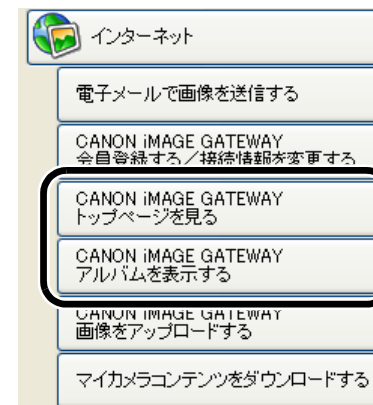 インターネット
電子メールで画像を送信する
CANON iMAGE GATEWAY
会員登録する／接続情報を変更する
CANON iMAGE GATEWAY
トップページを見る
CANON iMAGE GATEWAY
アルバムを表示する
CANON iMAGE GATEWAY
画像をアップロードする
マイカメラコンテンツをダウンロードする